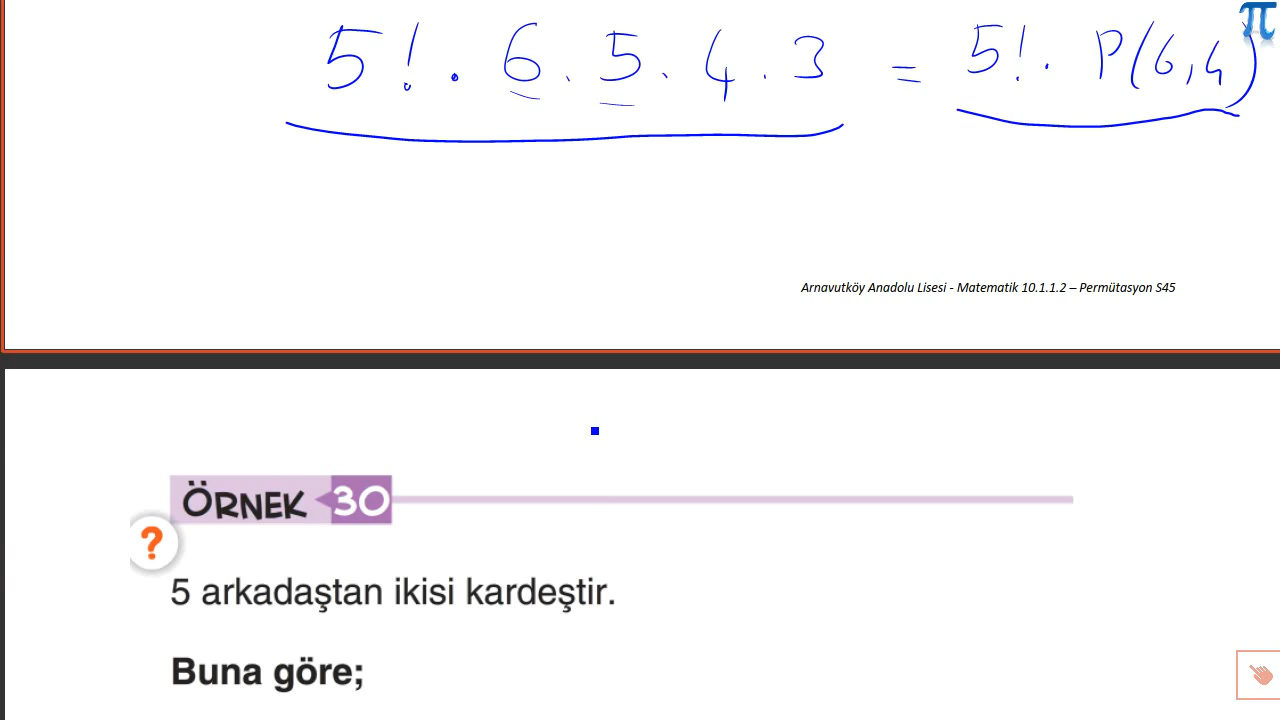 5! . 6 . 5 . 4 . 3 = 5! . P(6,4)
π
Arnavutköy Anadolu Lisesi - Matematik 10.1.1.2 – Permütasyon S45
ÖRNEK 30
?
5 arkadaştan ikisi kardeştir.
Buna göre;